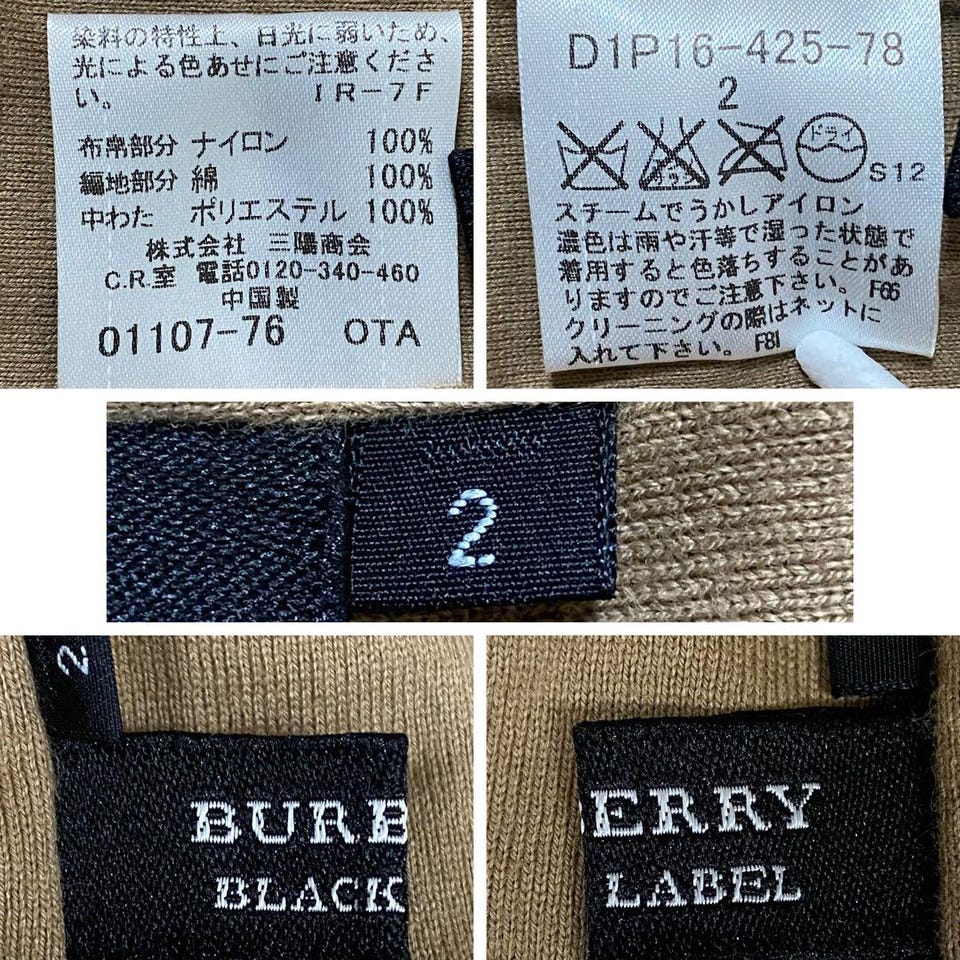 染料の特性上、日光に弱いため、
光による色あせにご注意くださ
い。 IR-7F
布帛部分 ナイロン 100%
編地部分 綿 100%
中わた ポリエステル 100%
株式会社 三陽商会
C.R.室 電話0120-340-460
中国製
01107-76 OTA
D1P16-425-78
2
ドライ
S12
スチームでうかしアイロン
濃色は雨や汗等で湿った状態で
着用すると色落ちすることがあ
りますのでご注意下さい。 F66
クリーニングの際はネットに
入れて下さい。 F81
2
2
BURB
BLACK
BERRY
LABEL